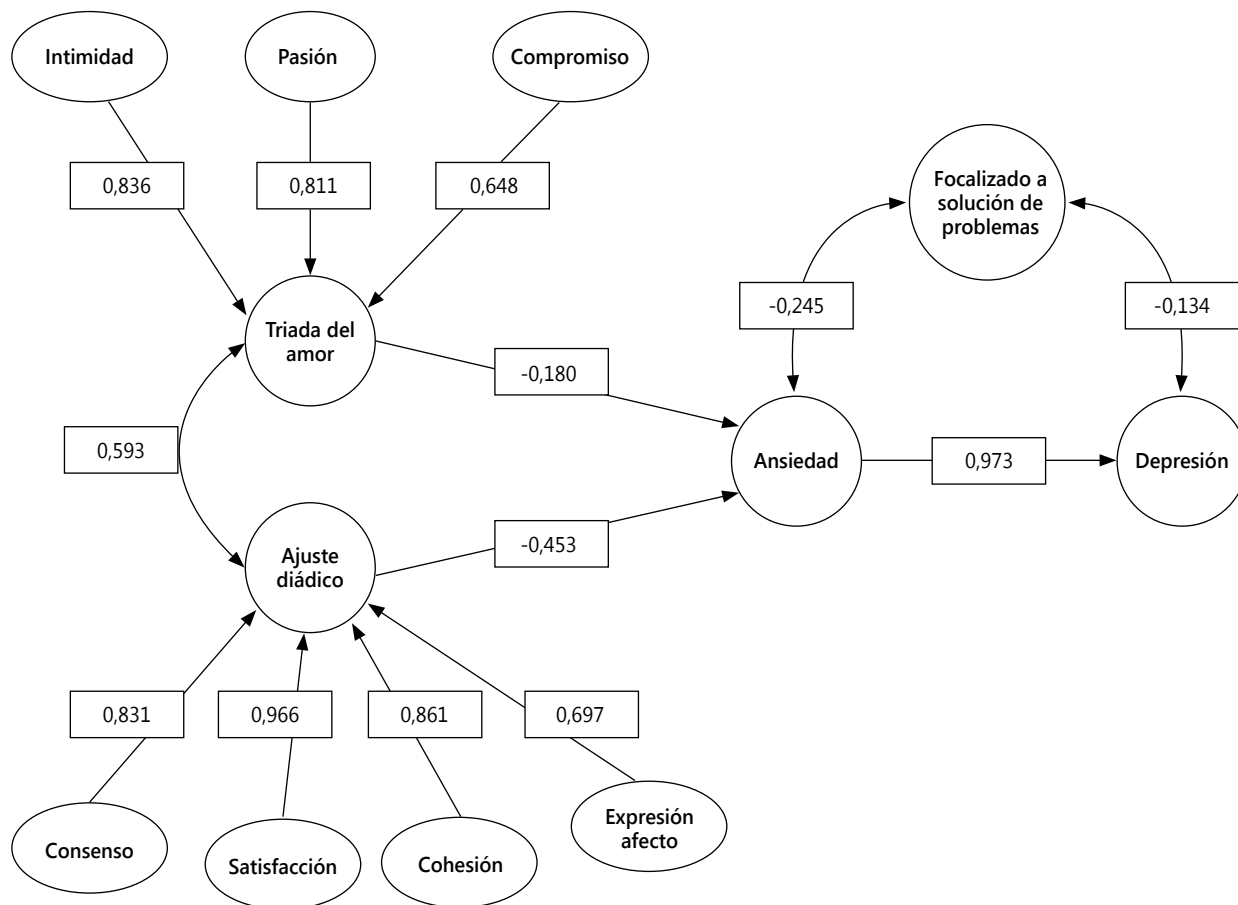 Intimidad
Pasión
Compromiso
0,836
0,811
0,648
Focalizado a
solución de
problemas
-0,245
-0,134
Triada del
amor
-0,180
0,593
Ansiedad
0,973
Depresión
Ajuste
diádico
-0,453
0,831
0,966
0,861
0,697
Consenso
Satisfacción
Cohesión
Expresión
afecto